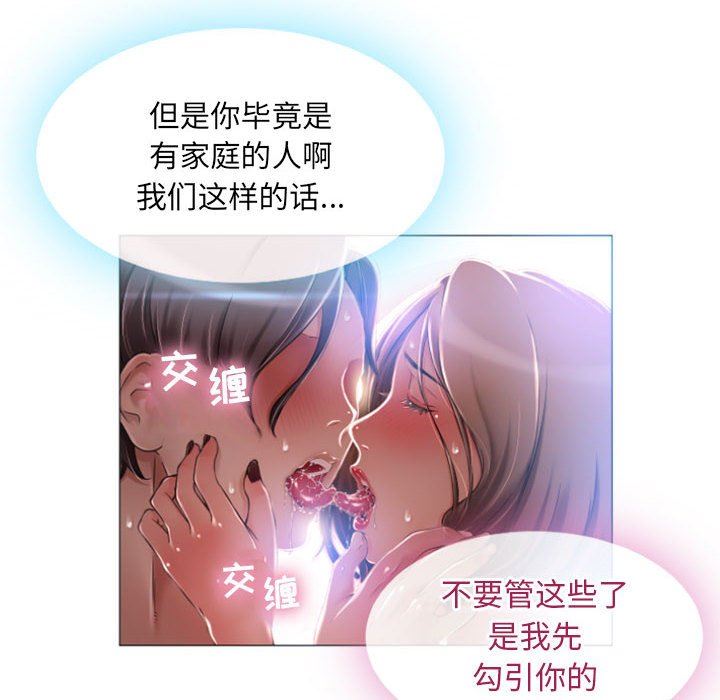 但是你毕竟是
有家庭的人啊
我们这样的话...
交缠
交缠
不要管这些了
是我先
勾引你的